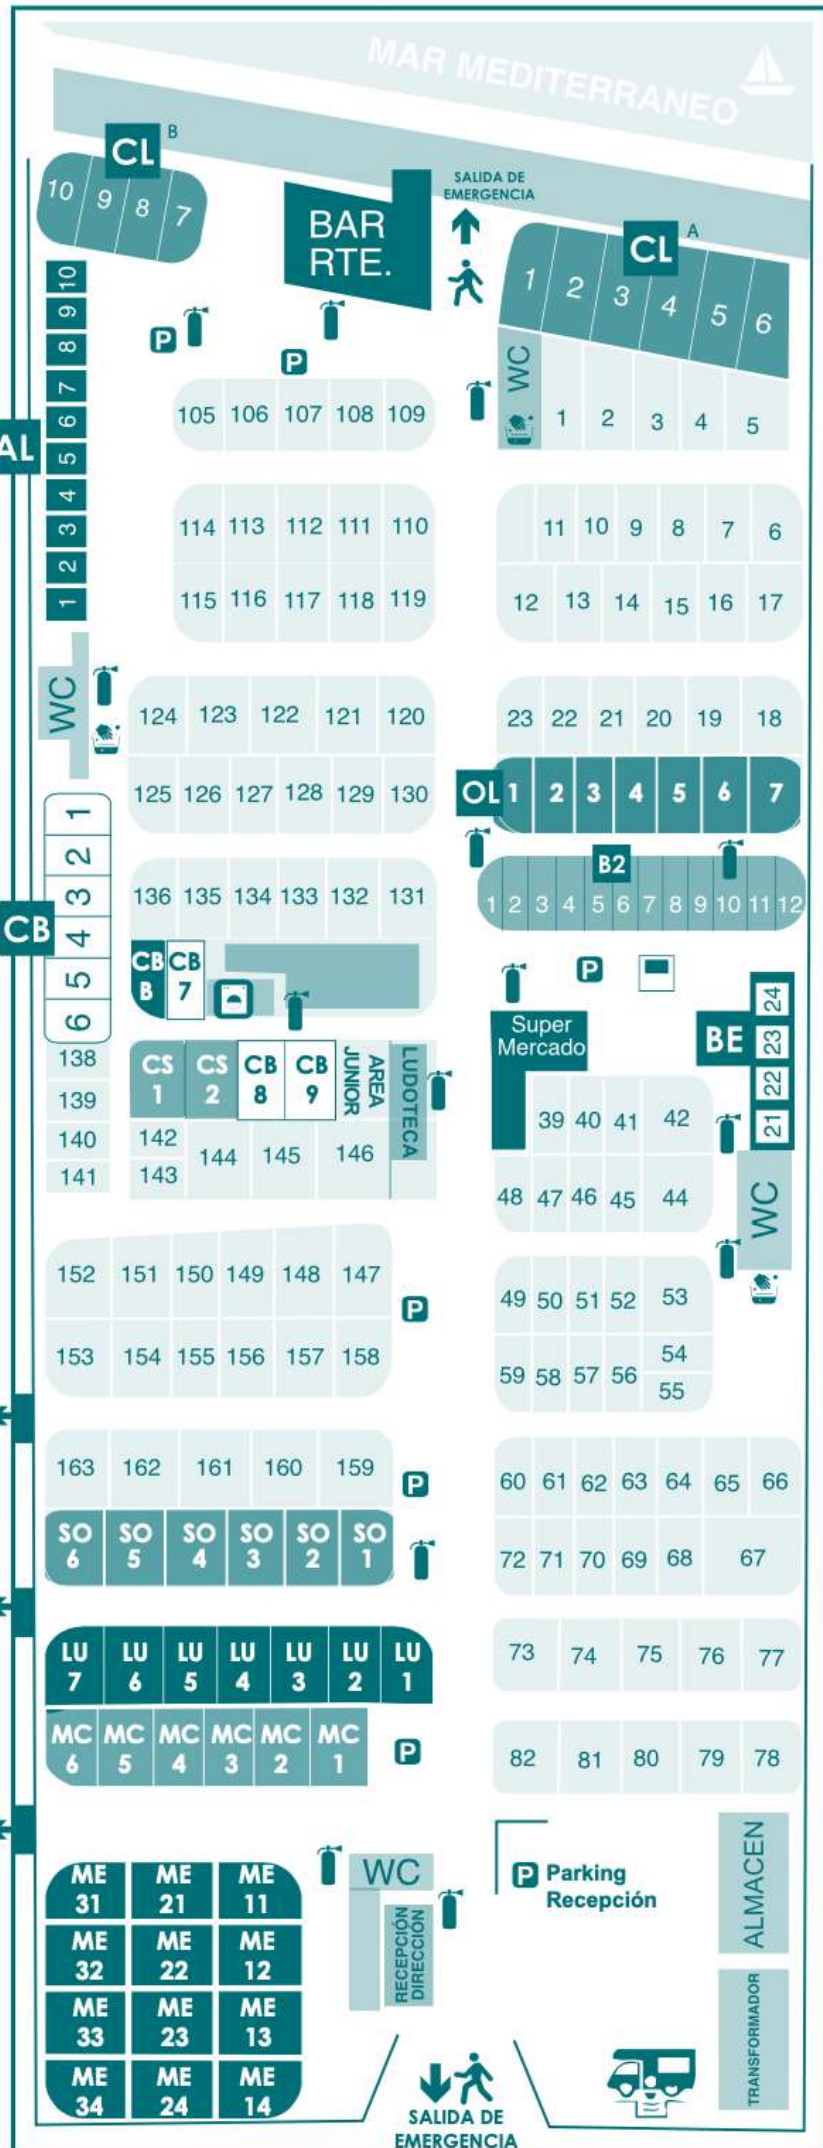 MAR MEDITERRANEO
CL B
10 9 8 7
BAR
RTE.
SALIDA DE
EMERGENCIA
CL A
1 2 3 4 5 6
WC
1 2 3 4 5
P
P
105 106 107 108 109
10
9
8
7
6
5
4
3
2
1
AL
114 113 112 111 110
115 116 117 118 119
11 10 9 8 7 6
12 13 14 15 16 17
WC
124 123 122 121 120
125 126 127 128 129 130
23 22 21 20 19 18
OL 1 2 3 4 5 6 7
B2
1 2 3 4 5 6 7 8 9 10 11 12
1
2
3
4
5
6
CB
136 135 134 133 132 131
CB
B
CB
7
P
Super
Mercado
BE
24
23
22
21
138
139
140
141
CS
1
CS
2
CB
8
CB
9
AREA
JUNIOR
LUDOTECA
142
143
144 145 146
39 40 41 42
48 47 46 45 44
WC
152 151 150 149 148 147
153 154 155 156 157 158
P
49 50 51 52 53
59 58 57 56 54
55
163 162 161 160 159
P
SO
6
SO
5
SO
4
SO
3
SO
2
SO
1
60 61 62 63 64 65 66
72 71 70 69 68 67
LU
7
LU
6
LU
5
LU
4
LU
3
LU
2
LU
1
MC
6
MC
5
MC
4
MC
3
MC
2
MC
1
P
73 74 75 76 77
82 81 80 79 78
ME
31
ME
21
ME
11
ME
32
ME
22
ME
12
ME
33
ME
23
ME
13
ME
34
ME
24
ME
14
WC
RECEPCIÓN
DIRECCIÓN
P Parking
Recepción
ALMACEN
TRANSFORMADOR
SALIDA DE
EMERGENCIA